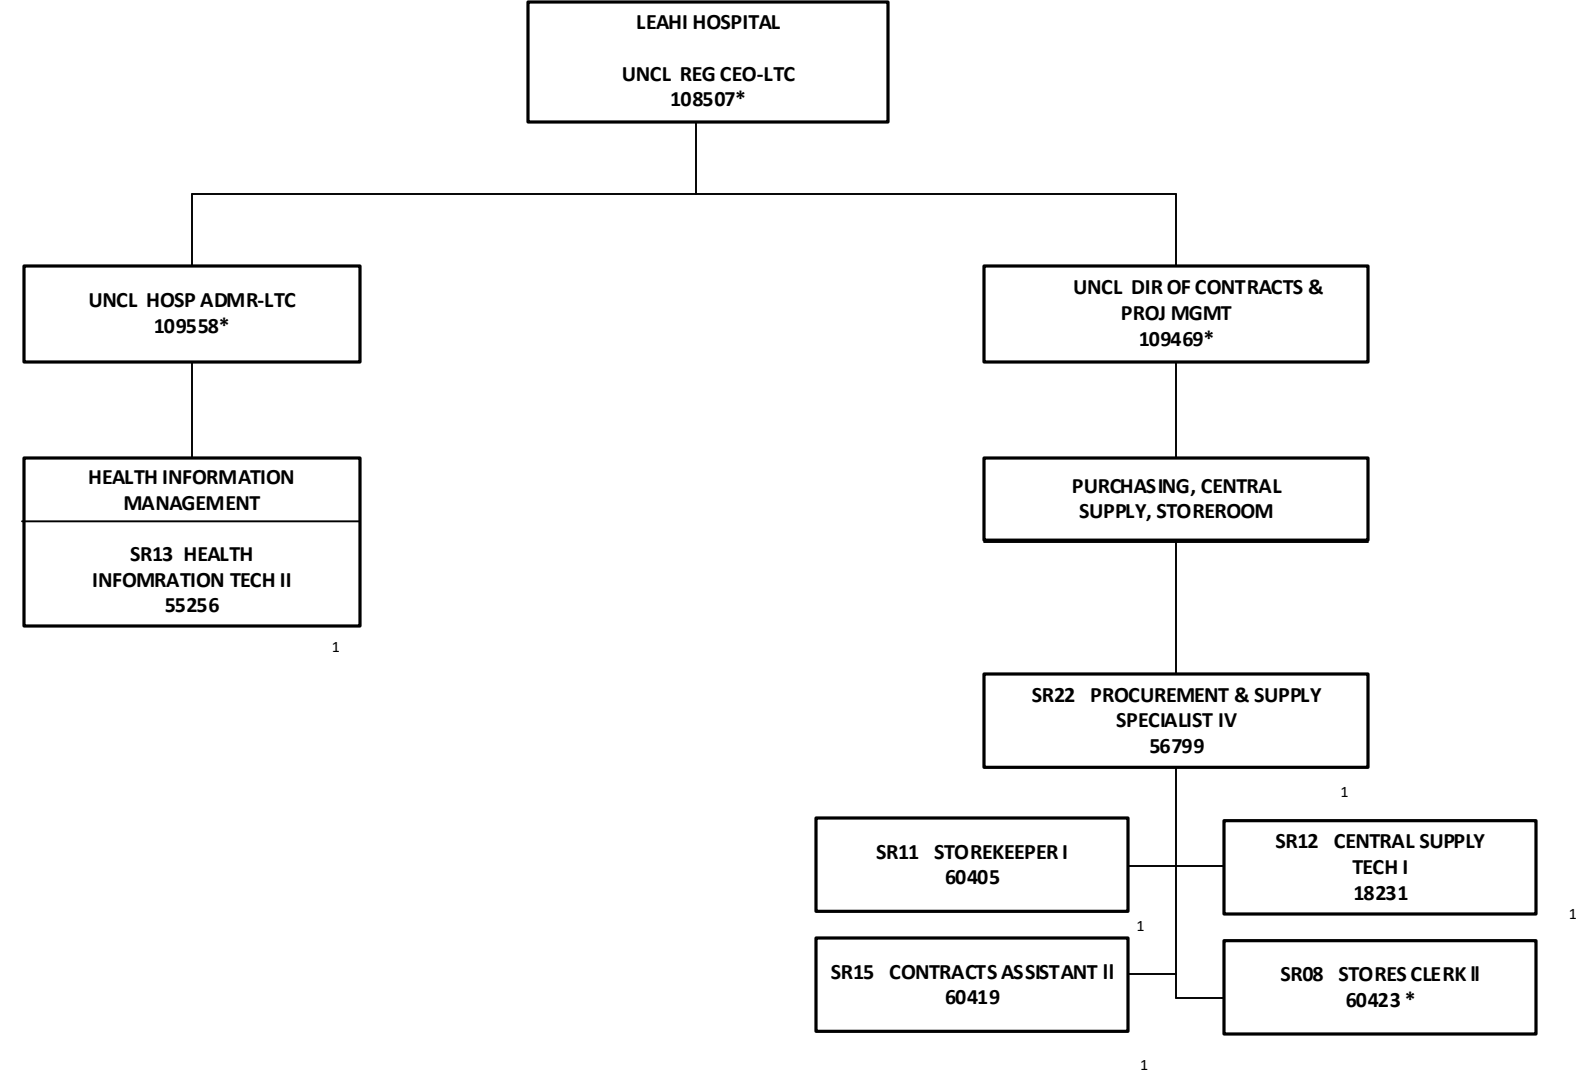 LEAHI HOSPITAL
UNCL REG CEO-LTC
108507*
UNCL HOSP ADMR-LTC
109558*
UNCL DIR OF CONTRACTS &
PROJ MGMT
109469*
HEALTH INFORMATION
MANAGEMENT
SR13 HEALTH
INFOMRATION TECH II
55256
1
PURCHASING, CENTRAL
SUPPLY, STOREROOM
SR22 PROCUREMENT & SUPPLY
SPECIALIST IV
56799
1
SR11 STOREKEEPER I
60405
1
SR12 CENTRAL SUPPLY
TECH I
18231
1
SR15 CONTRACTS ASSISTANT II
60419
1
SR08 STORES CLERK II
60423 *